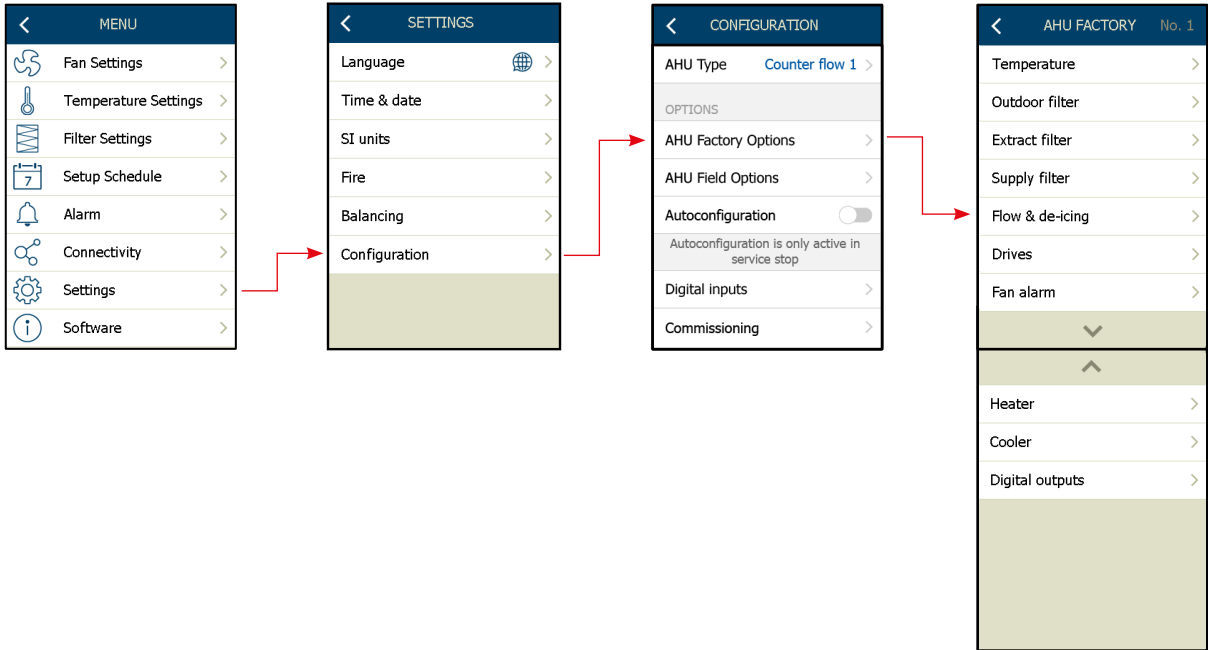 MENU
Fan Settings
Temperature Settings
Filter Settings
7
Setup Schedule
Alarm
Connectivity
Settings
Software
SETTINGS
Language
Time & date
SI units
Fire
Balancing
Configuration
CONFIGURATION
AHU Type Counter flow 1
OPTIONS
AHU Factory Options
AHU Field Options
Autoconfiguration
Autoconfiguration is only active in
service stop
Digital inputs
Commissioning
AHU FACTORY No. 1
Temperature
Outdoor filter
Extract filter
Supply filter
Flow & de-icing
Drives
Fan alarm
Heater
Cooler
Digital outputs